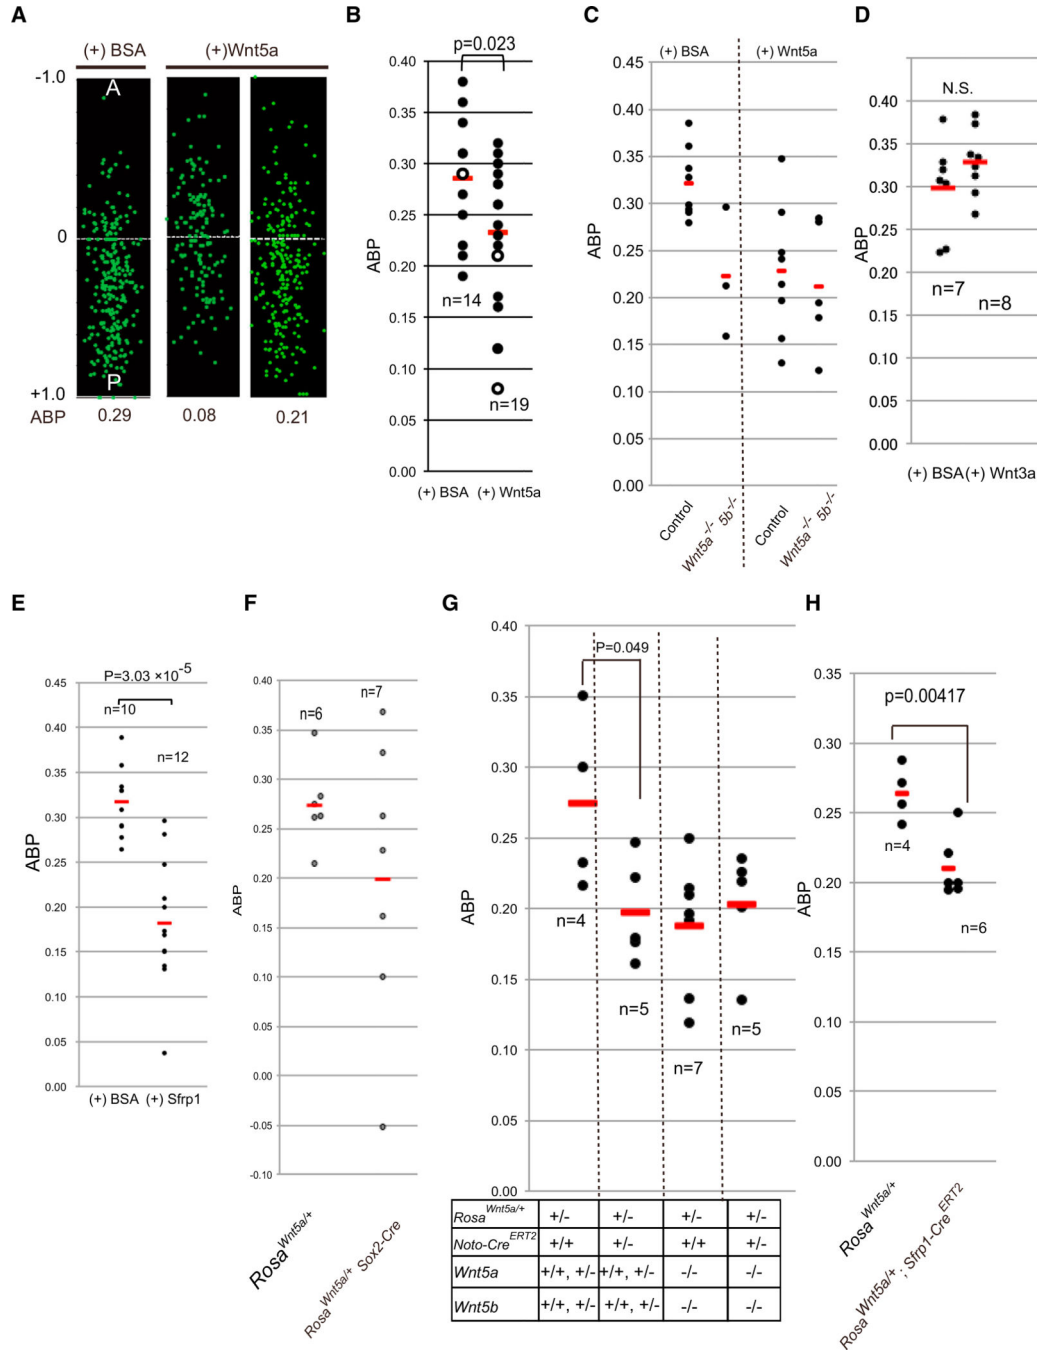 A
(+) BSA
(+)Wnt5a
-1.0
A
0
P
+1.0
ABP
0.29
0.08
0.21
B
p=0.023
0.40
0.35
0.30
0.25
0.20
0.15
0.10
0.05
0.00
ABP
n=14
n=19
(+) BSA (+) Wnt5a
C
(+) BSA
(+) Wnt5a
0.45
0.40
0.35
0.30
0.25
0.20
0.15
0.10
0.05
0.00
ABP
Control
Wnt5a-/- 5b-/-
Control
Wnt5a-/- 5b-/-
D
N.S.
0.40
0.35
0.30
0.25
0.20
0.15
0.10
0.05
0.00
ABP
n=7
n=8
(+) BSA (+) Wnt3a
E
P=3.03 ×10-5
n=10
n=12
0.45
0.40
0.35
0.30
0.25
0.20
0.15
0.10
0.05
0.00
ABP
(+) BSA (+) Sfrp1
F
n=6
n=7
0.40
0.35
0.30
0.25
0.20
0.15
0.10
0.05
0.00
-0.05
-0.10
ABP
RosaWnt5a/+
RosaWnt5a/+ Sox2-Cre
G
P=0.049
0.40
0.35
0.30
0.25
0.20
0.15
0.10
0.05
0.00
ABP
n=4
n=5
n=7
n=5
RosaWnt5a/+ +/- +/- +/- +/-
Noto-CreERT2 +/+ +/- +/+ +/-
Wnt5a +/+, +/- +/+, +/- -/- -/-
Wnt5b +/+, +/- +/+, +/- -/- -/-
H
p=0.00417
0.35
0.30
0.25
0.20
0.15
0.10
0.05
0.00
ABP
n=4
n=6
RosaWnt5a/+
RosaWnt5a/+; Sfrp1-CreERT2